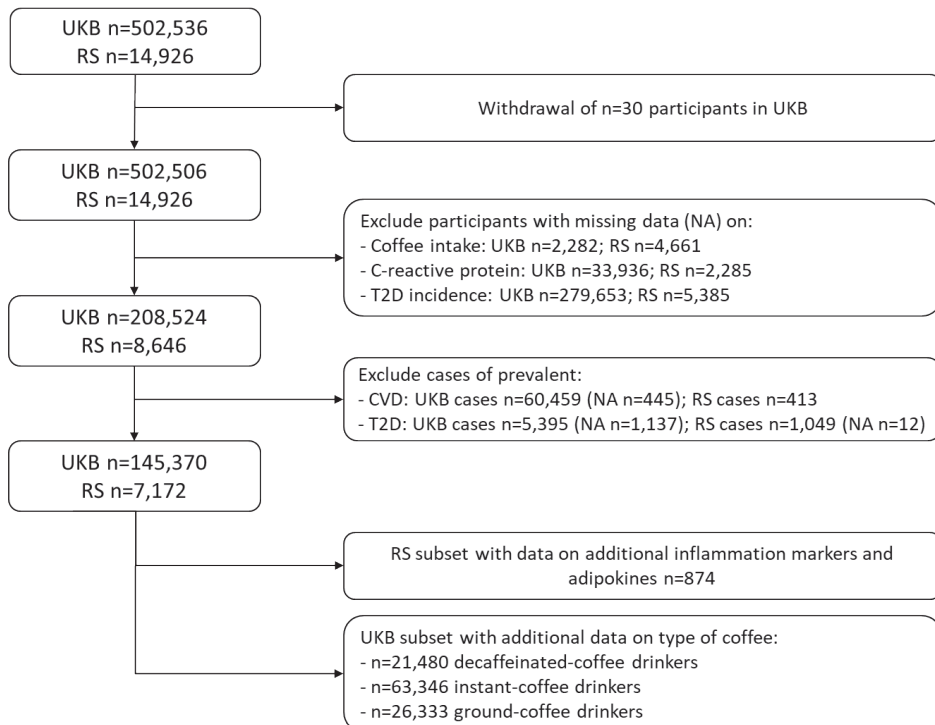 UKB n=502,536
RS n=14,926
Withdrawal of n=30 participants in UKB
UKB n=502,506
RS n=14,926
Exclude participants with missing data (NA) on:
- Coffee intake: UKB n=2,282; RS n=4,661
- C-reactive protein: UKB n=33,936; RS n=2,285
- T2D incidence: UKB n=279,653; RS n=5,385
UKB n=208,524
RS n=8,646
Exclude cases of prevalent:
- CVD: UKB cases n=60,459 (NA n=445); RS cases n=413
- T2D: UKB cases n=5,395 (NA n=1,137); RS cases n=1,049 (NA n=12)
UKB n=145,370
RS n=7,172
RS subset with data on additional inflammation markers and
adipokines n=874
UKB subset with additional data on type of coffee:
- n=21,480 decaffeinated-coffee drinkers
- n=63,346 instant-coffee drinkers
- n=26,333 ground-coffee drinkers